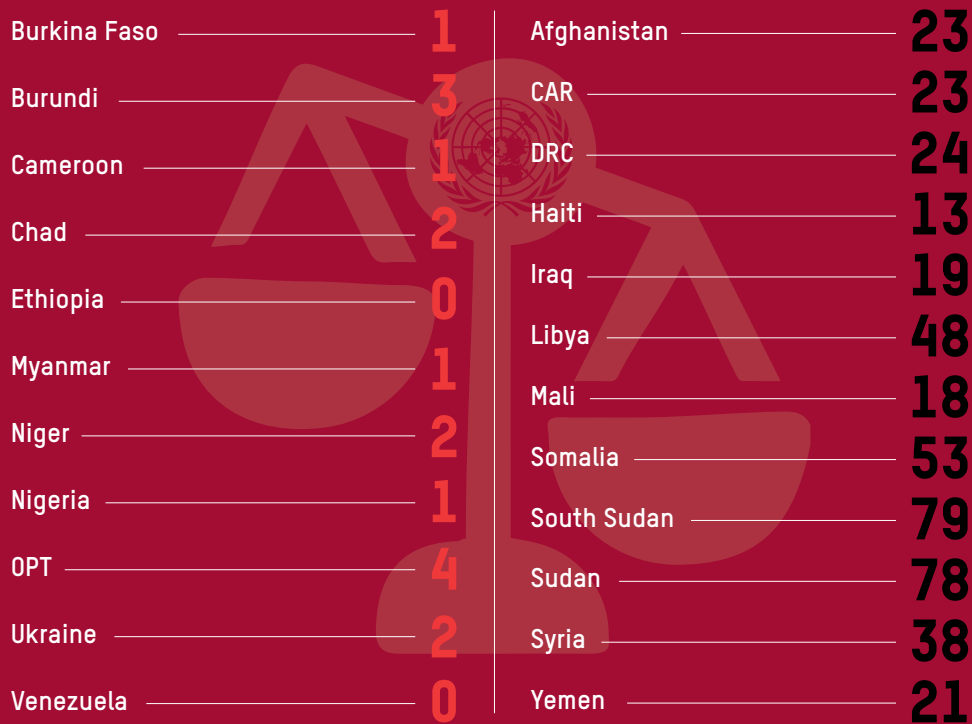 Burkina Faso 1
Burundi 3
Cameroon 1
Chad 2
Ethiopia 0
Myanmar 1
Niger 2
Nigeria 1
OPT 4
Ukraine 2
Venezuela 0
Afghanistan 23
CAR 23
DRC 24
Haiti 13
Iraq 19
Libya 48
Mali 18
Somalia 53
South Sudan 79
Sudan 78
Syria 38
Yemen 21